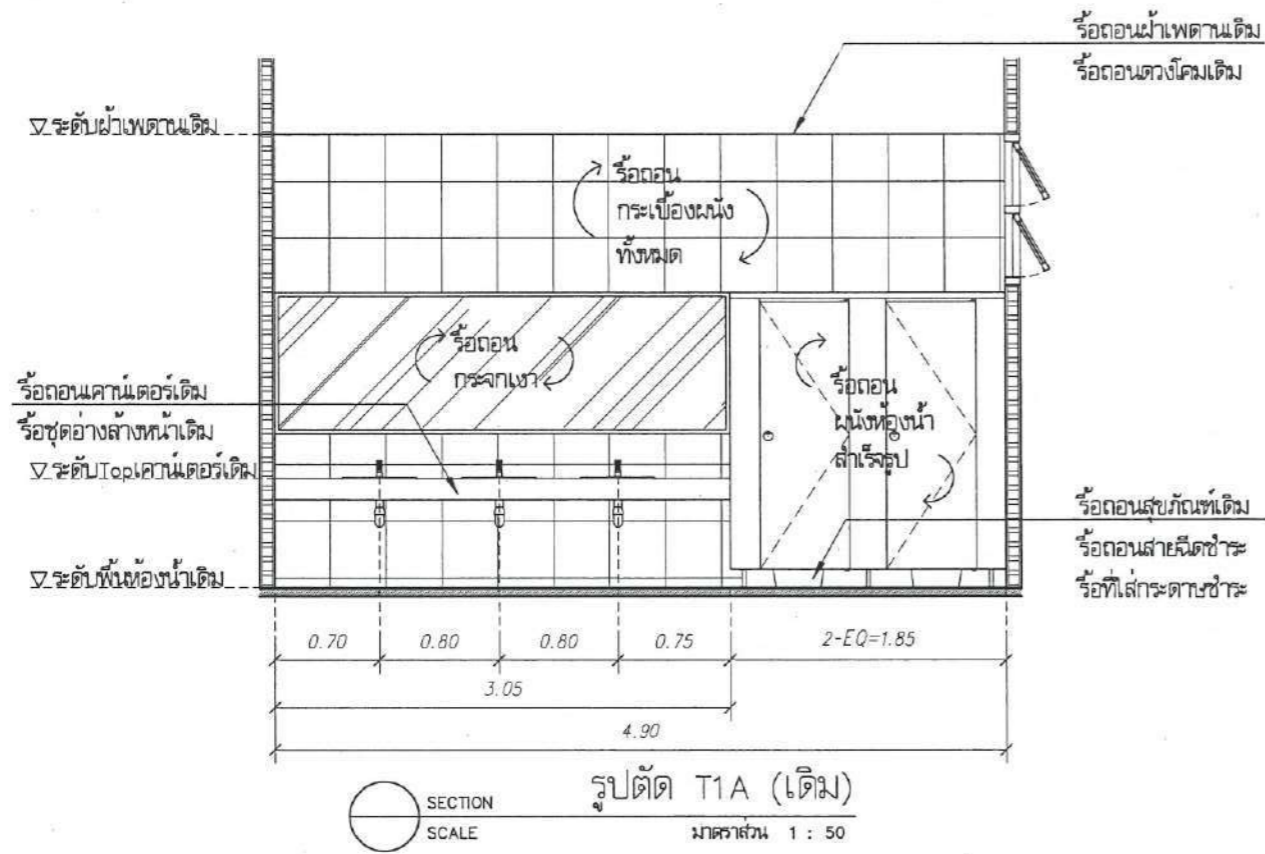 รื้อถอนฝ้าเพดานเดิม
รื้อถอนดวงโคมเดิม
ระดับฝ้าเพดานเดิม
รื้อถอน
กระเบื้องผนัง
ทั้งหมด
รื้อถอน
กระจกเงา
รื้อถอน
ผนังห้องน้ำ
สำเร็จรูป
รื้อถอนเคาน์เตอร์เดิม
รื้อชุดอ่างล้างหน้าเดิม
ระดับTopเคาน์เตอร์เดิม
ระดับพื้นห้องน้ำเดิม
รื้อถอนสุขภัณฑ์เดิม
รื้อถอนสายฉีดชำระ
รื้อที่ใส่กระดาษชำระ
0.70 0.80 0.80 0.75 2-EQ=1.85
3.05
4.90
รูปตัด T1A (เดิม)
SECTION
SCALE
มาตราส่วน 1 : 50